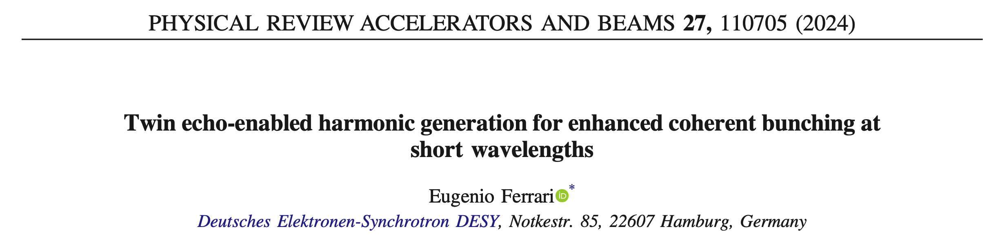 PHYSICAL REVIEW ACCELERATORS AND BEAMS 27, 110705 (2024)
Twin echo-enabled harmonic generation for enhanced coherent bunching at
short wavelengths
Eugenio Ferrari iD *
Deutsches Elektronen-Synchrotron DESY, Notkestr. 85, 22607 Hamburg, Germany